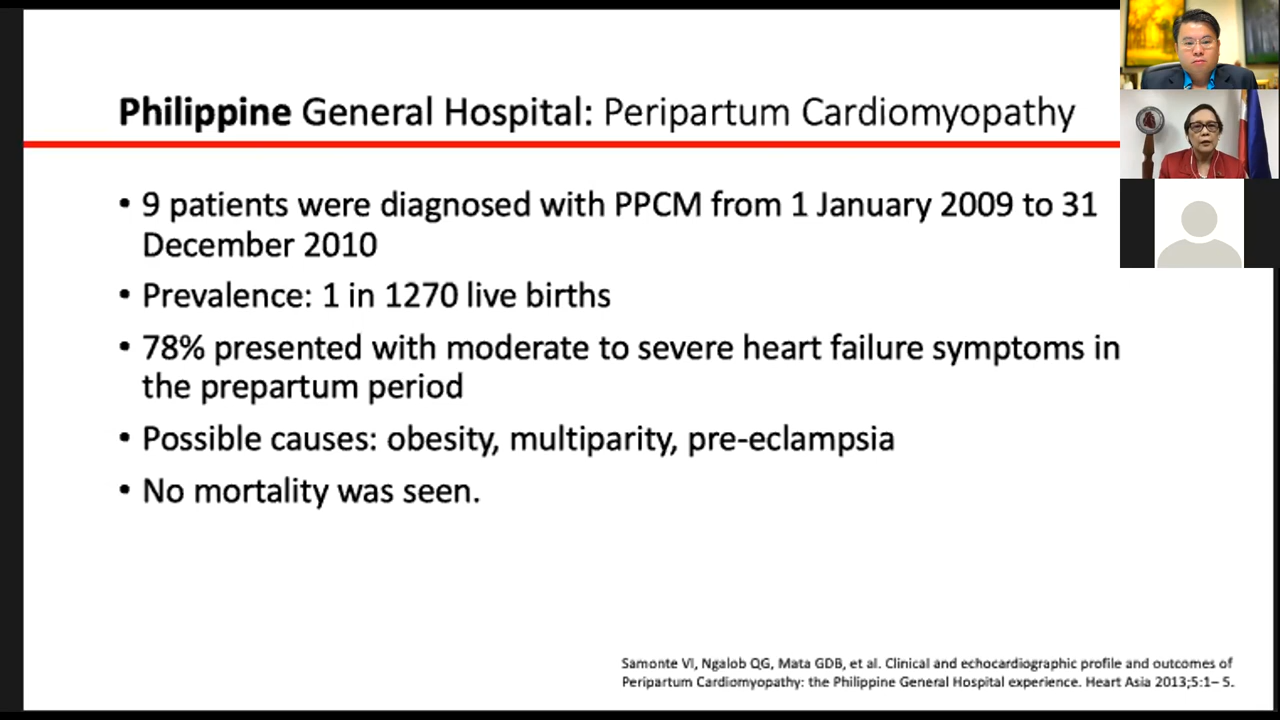 Philippine General Hospital: Peripartum Cardiomyopathy
• 9 patients were diagnosed with PPCM from 1 January 2009 to 31
December 2010
• Prevalence: 1 in 1270 live births
• 78% presented with moderate to severe heart failure symptoms in
the prepartum period
• Possible causes: obesity, multiparity, pre-eclampsia
• No mortality was seen.
Samonte VI, Ngalob QG, Mata GDB, et al. Clinical and echocardiographic profile and outcomes of
Peripartum Cardiomyopathy: the Philippine General Hospital experience. Heart Asia 2013;5:1– 5.